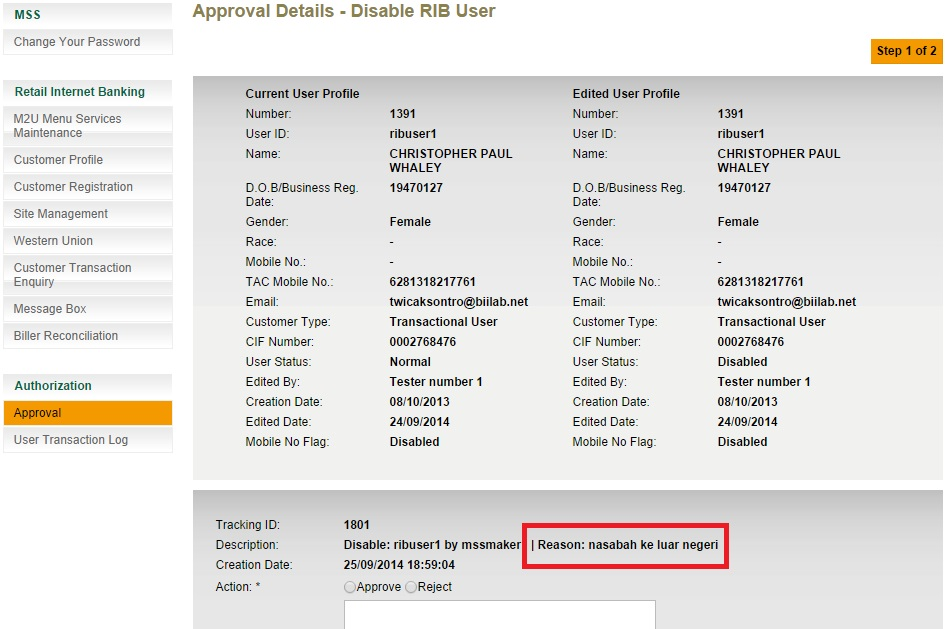 MSS
Change Your Password
Retail Internet Banking
M2U Menu Services
Maintenance
Customer Profile
Customer Registration
Site Management
Western Union
Customer Transaction
Enquiry
Message Box
Biller Reconciliation
Authorization
Approval
User Transaction Log
Approval Details - Disable RIB User
Step 1 of 2
Current User Profile Edited User Profile
Number: 1391 Number: 1391
User ID: ribuser1 User ID: ribuser1
Name: CHRISTOPHER PAUL Name: CHRISTOPHER PAUL
WHALEY WHALEY
D.O.B/Business Reg. 19470127 D.O.B/Business Reg. 19470127
Date: Date:
Gender: Female Gender: Female
Race: - Race: -
Mobile No.: - Mobile No.: -
TAC Mobile No.: 6281318217761 TAC Mobile No.: 6281318217761
Email: twicaksontro@biilab.net Email: twicaksontro@biilab.net
Customer Type: Transactional User Customer Type: Transactional User
CIF Number: 0002768476 CIF Number: 0002768476
User Status: Normal User Status: Disabled
Edited By: Tester number 1 Edited By: Tester number 1
Creation Date: 08/10/2013 Creation Date: 08/10/2013
Edited Date: 24/09/2014 Edited Date: 24/09/2014
Mobile No Flag: Disabled Mobile No Flag: Disabled
Tracking ID: 1801
Description: Disable: ribuser1 by mssmaker | Reason: nasabah ke luar negeri
Creation Date: 25/09/2014 18:59:04
Action: * Approve Reject